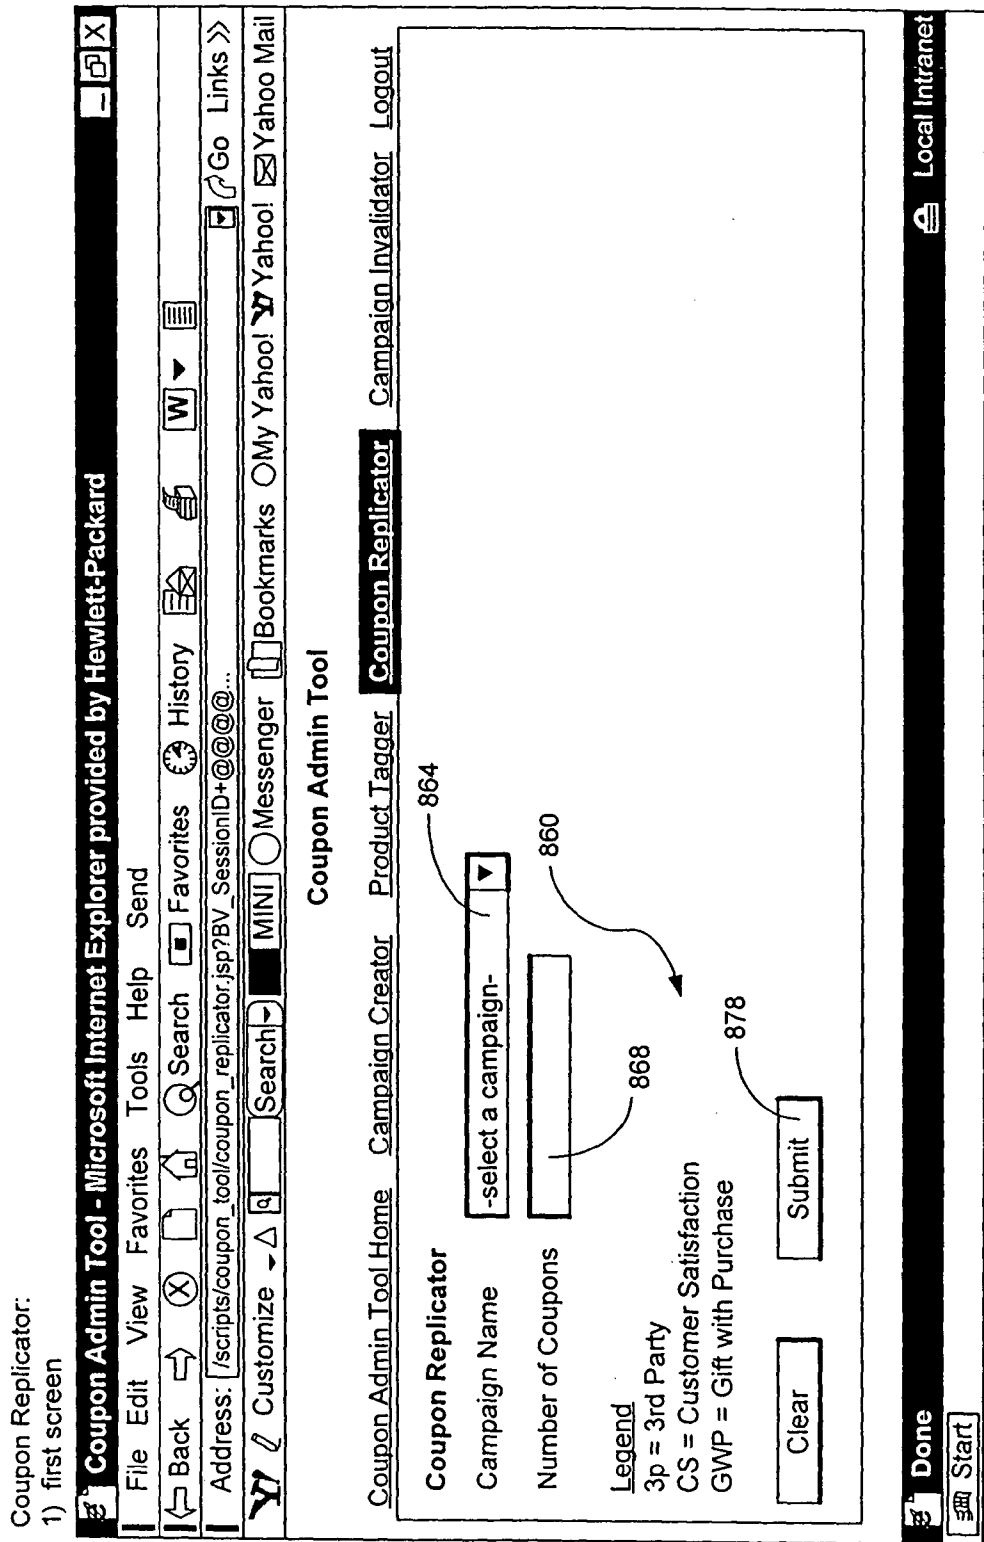 Coupon Replicator:
1) first screen
Coupon Admin Tool - Microsoft Internet Explorer provided by Hewlett-Packard
File Edit View Favorites Tools Help Send
Back Search Favorites History W
Address: /scripts/coupon_tool/coupon_replicator.jsp?BV_SessionID+@@@@... Go Links >>
Y! Customize Search MINI Messenger Bookmarks My Yahoo! Y! Yahoo! Yahoo Mail
Coupon Admin Tool
Coupon Admin Tool Home Campaign Creator Product Tagger Coupon Replicator Campaign Invalidator Logout
Coupon Replicator
864
Campaign Name -select a campaign-
860
Number of Coupons
868
Legend
3p = 3rd Party
CS = Customer Satisfaction
GWP = Gift with Purchase
878
Clear Submit
Done Local Intranet
Start